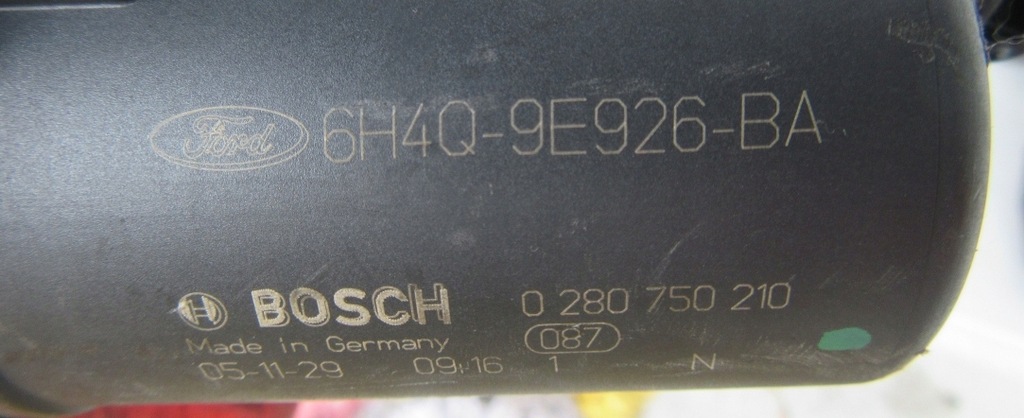 Ford 6H4Q-9E926-BA
BOSCH 0 280 750 210
Made in Germany 087
05-11-29 09:16 1 N